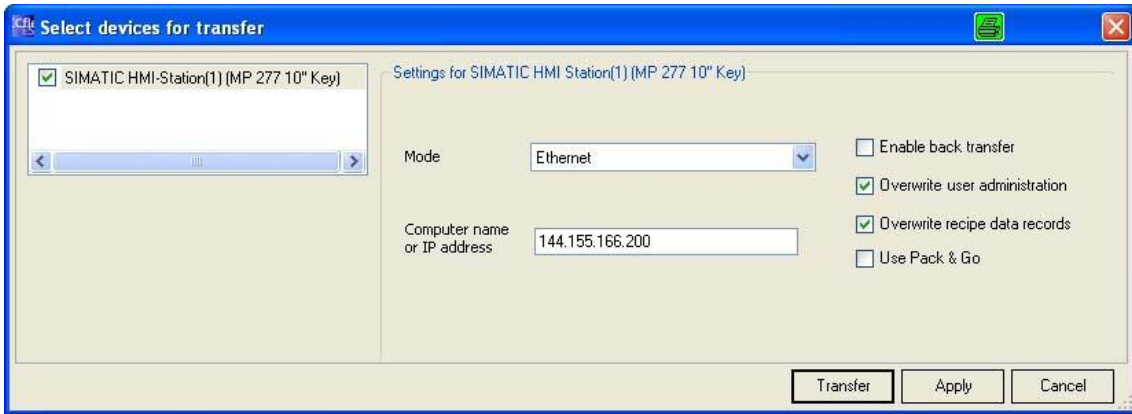 Select devices for transfer
SIMATIC HMI-Station(1) (MP 277 10" Key)
Settings for SIMATIC HMI Station(1) (MP 277 10" Key)
Mode
Ethernet
Computer name
or IP address
144.155.166.200
Enable back transfer
Overwrite user administration
Overwrite recipe data records
Use Pack & Go
Transfer
Apply
Cancel